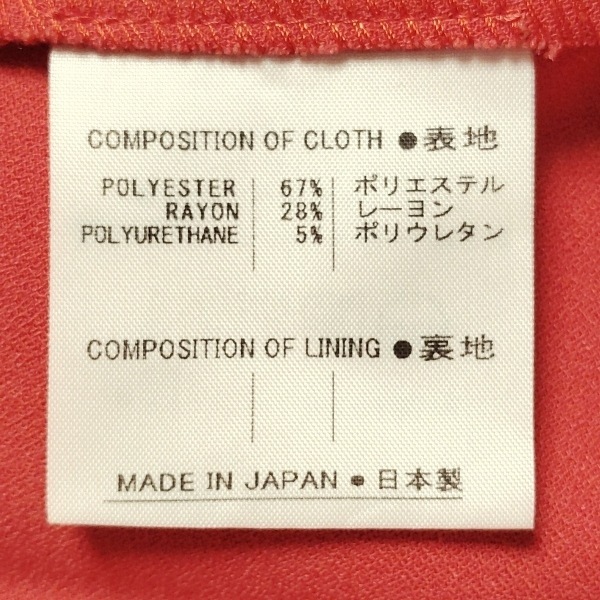 COMPOSITION OF CLOTH ● 表地
POLYESTER 67% ポリエステル
RAYON 28% レーヨン
POLYURETHANE 5% ポリウレタン
COMPOSITION OF LINING ● 裏地
MADE IN JAPAN ● 日本製